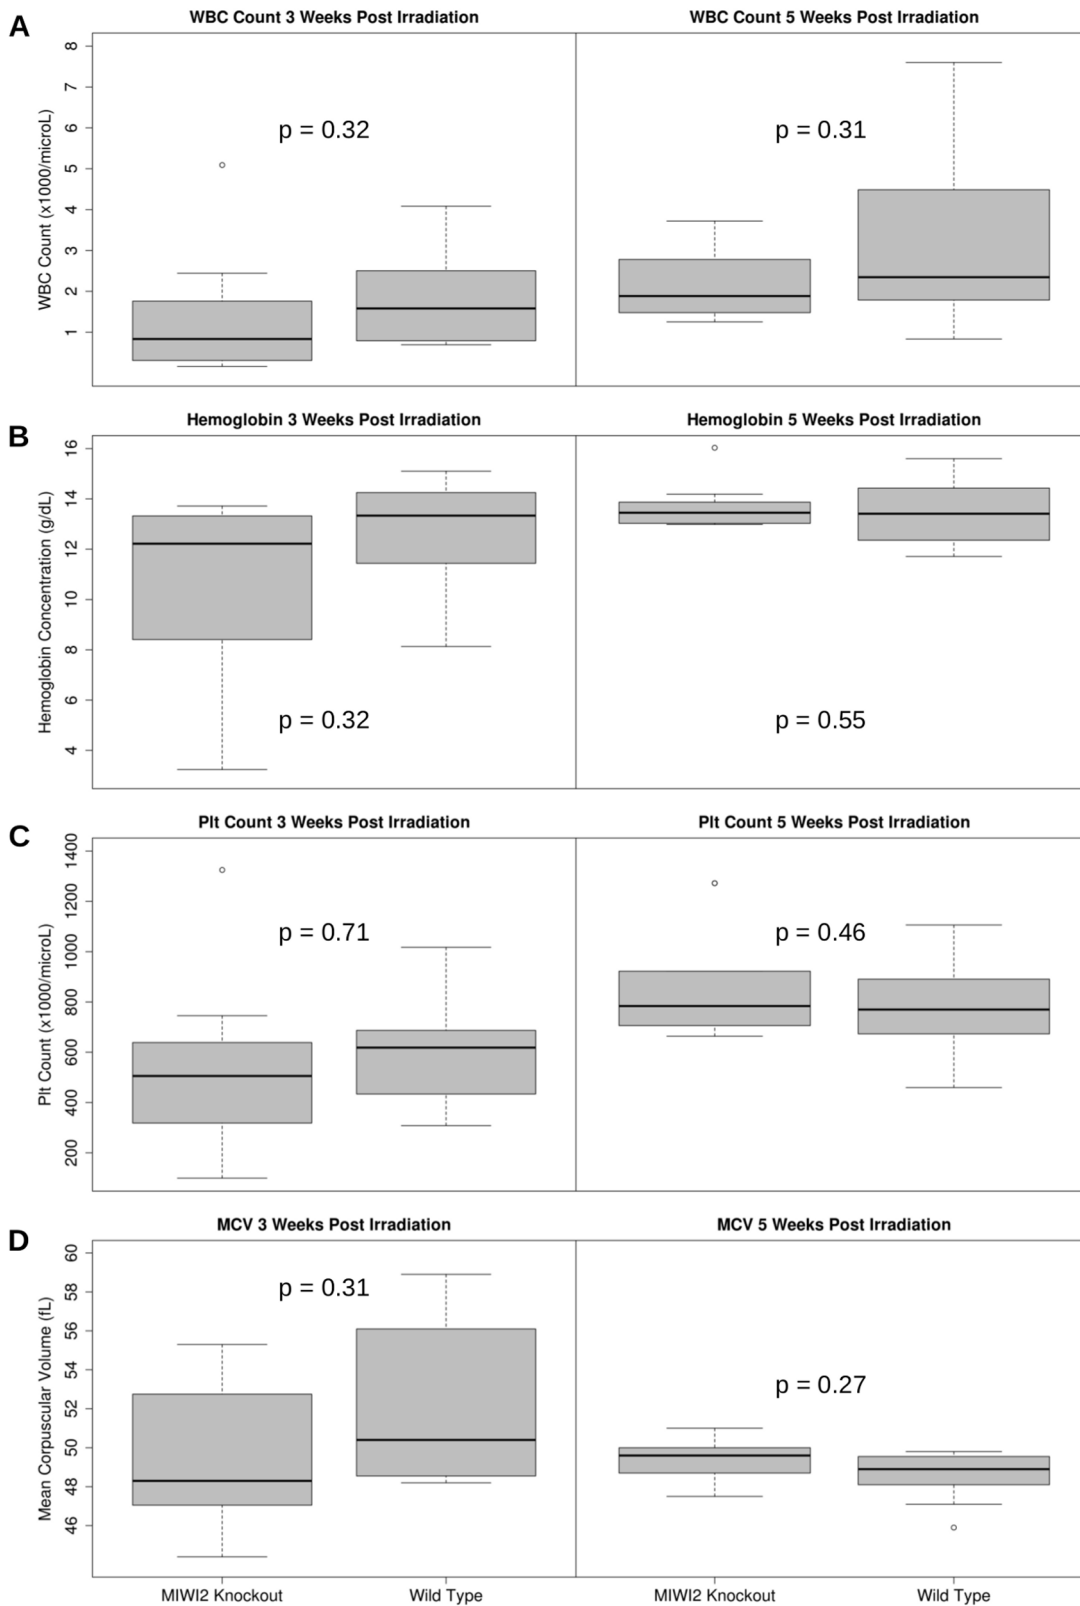 A
WBC Count 3 Weeks Post Irradiation
WBC Count 5 Weeks Post Irradiation
WBC Count (x1000/microL)
8
7
6
5
4
3
2
1
p = 0.32
p = 0.31
B
Hemoglobin 3 Weeks Post Irradiation
Hemoglobin 5 Weeks Post Irradiation
Hemoglobin Concentration (g/dL)
16
14
12
10
8
6
4
p = 0.32
p = 0.55
C
Plt Count 3 Weeks Post Irradiation
Plt Count 5 Weeks Post Irradiation
Plt Count (x1000/microL)
1400
1200
1000
800
600
400
200
p = 0.71
p = 0.46
D
MCV 3 Weeks Post Irradiation
MCV 5 Weeks Post Irradiation
Mean Corpuscular Volume (fL)
60
58
56
54
52
50
48
46
p = 0.31
p = 0.27
MIWI2 Knockout
Wild Type
MIWI2 Knockout
Wild Type